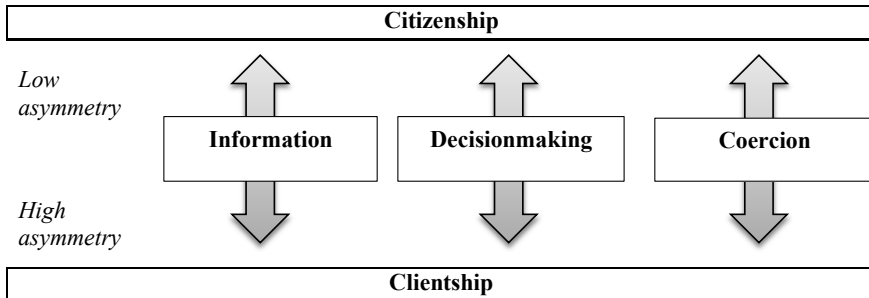 Citizenship
Low
asymmetry
Information
Decisionmaking
Coercion
High
asymmetry
Clientship